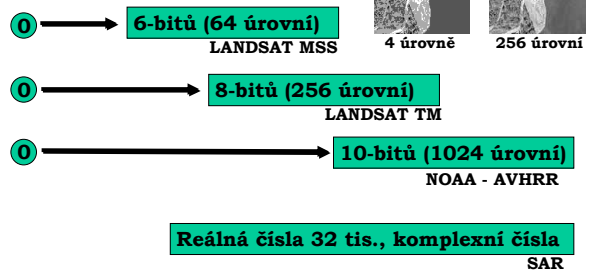 0 6-bitů (64 úrovní)
LANDSAT MSS
4 úrovně 256 úrovní
0 8-bitů (256 úrovní)
LANDSAT TM
0 10-bitů (1024 úrovní)
NOAA - AVHRR
Reálná čísla 32 tis., komplexní čísla
SAR